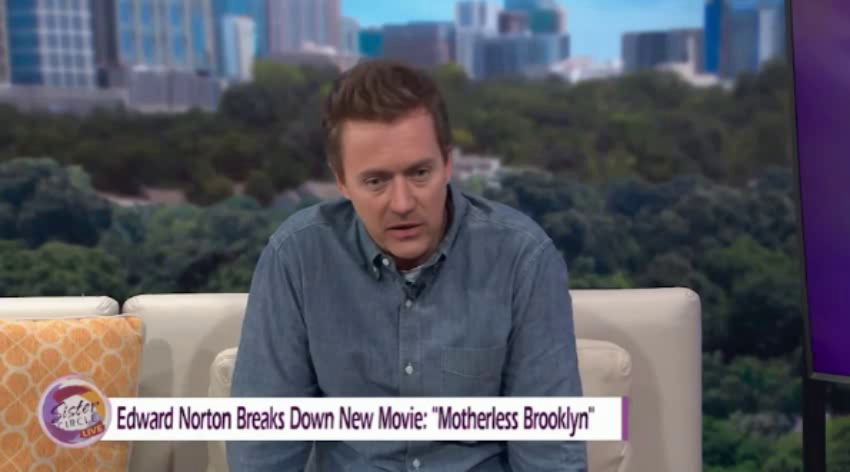 Sister
CIRCLE
LIVE
Edward Norton Breaks Down New Movie: "Motherless Brooklyn"